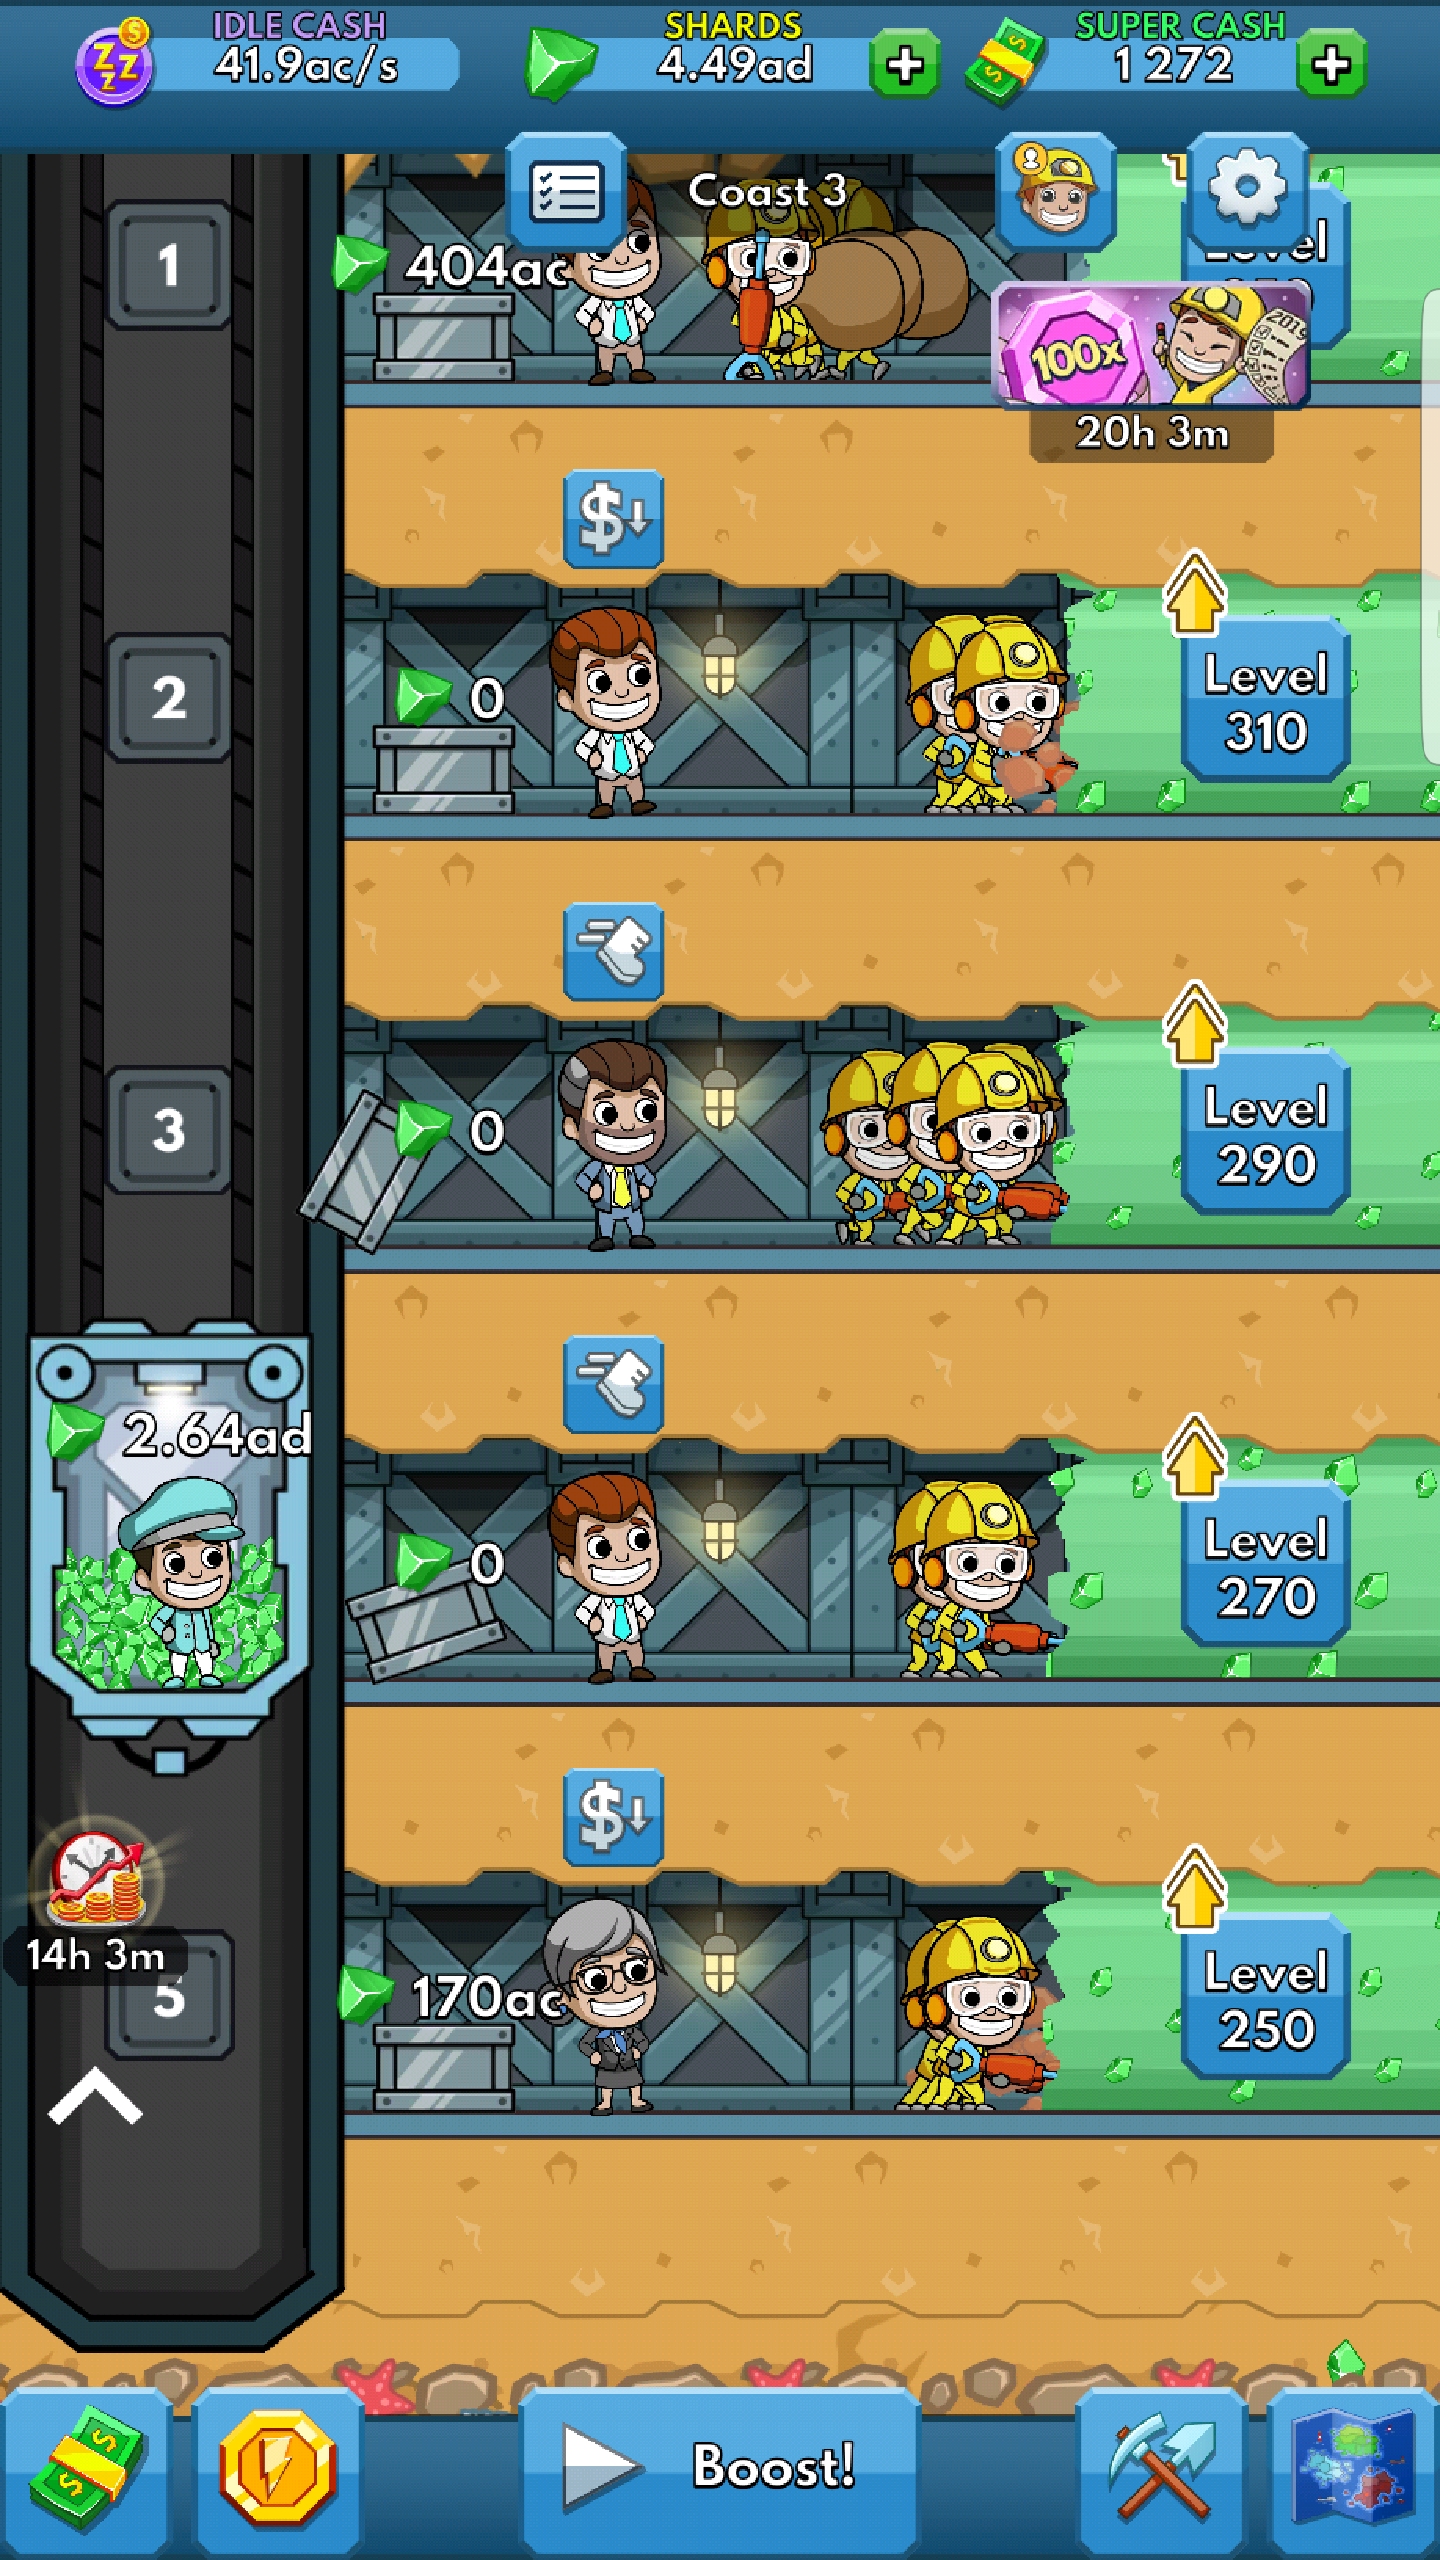 IDLE CASH
41.9ac/s
SHARDS
4.49ad
SUPER CASH
1 272
Coast 3
1
404ac
100x
2019
20h 3m
2
0
Level
310
3
0
Level
290
2.64ad
0
Level
270
14h 3m
5
170ac
Level
250
Boost!